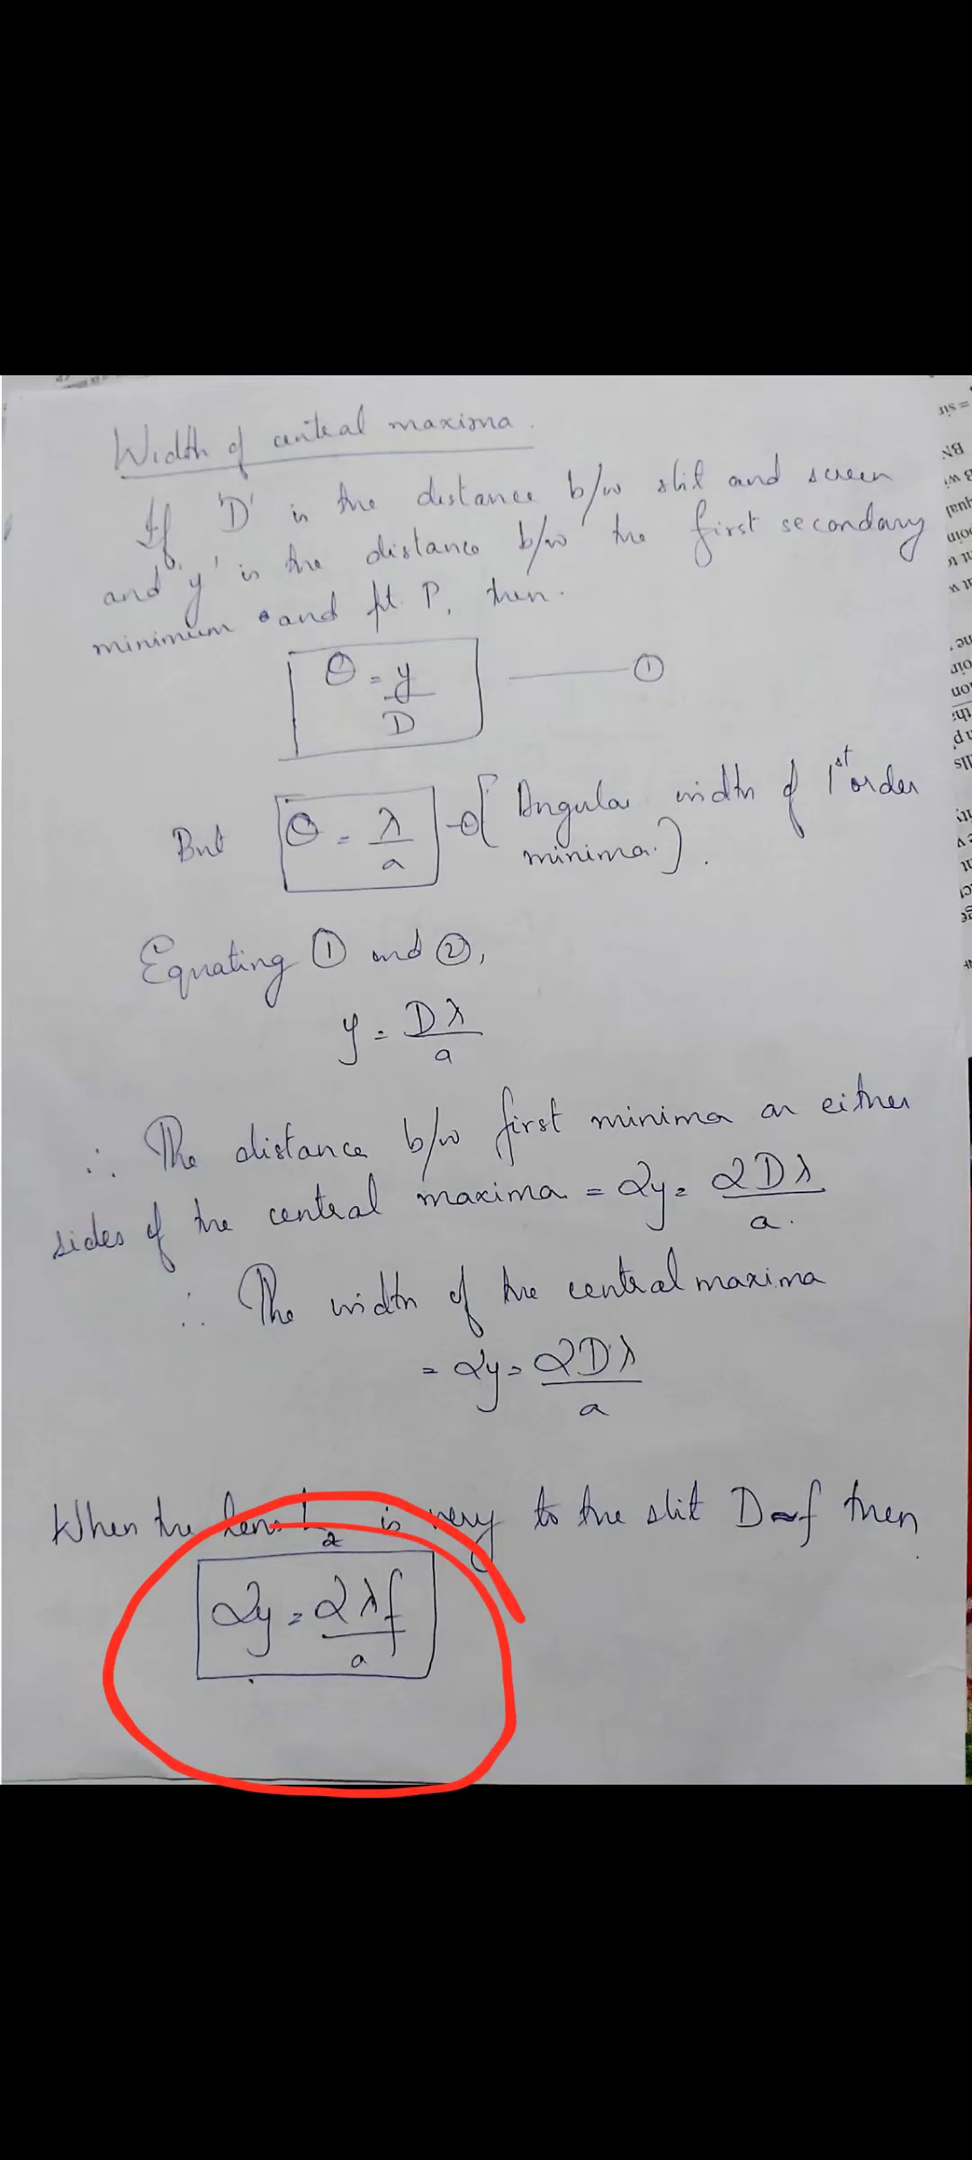 Width of central maxima.
If 'D' is the distance b/w slit and screen
and 'y' is the distance b/w the first secondary
minimum and pt. P, then.
θ = y/D ——— ①
But θ = λ/a - ② [Angular width of 1st order
minima.].
Equating ① and ②,
y = Dλ/a
∴ The distance b/w first minima on either
sides of the central maxima = 2y = 2Dλ/a.
∴ The width of the central maxima
= 2y = 2Dλ/a
When the lens L2 is very to the slit D≈f then
2y = 2λf/a